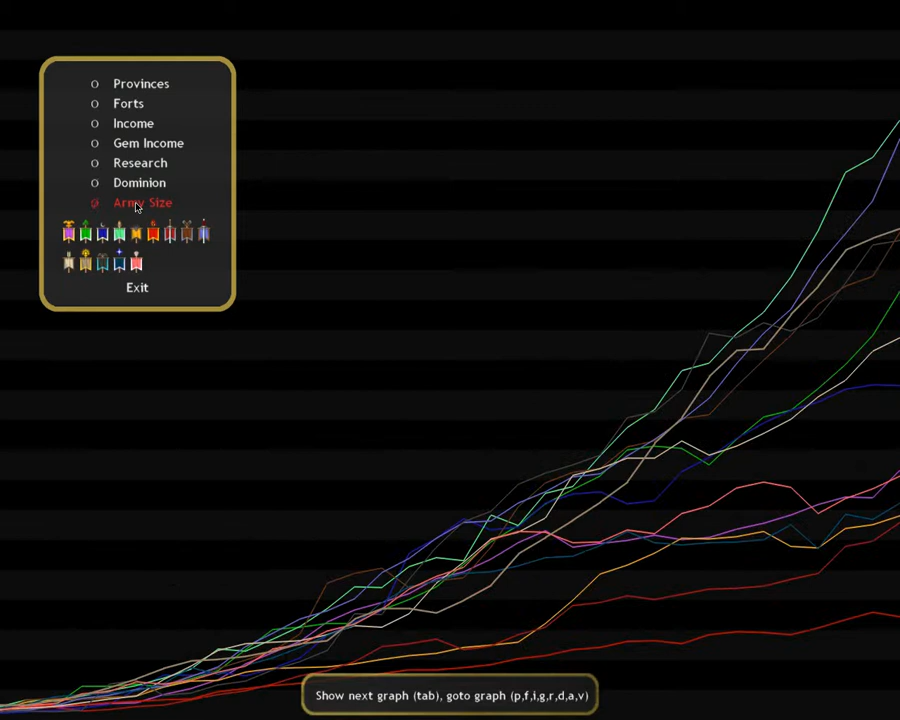 Provinces
Forts
Income
Gem Income
Research
Dominion
Army Size
Exit
Show next graph (tab), goto graph (p,f,i,g,r,d,a,v)